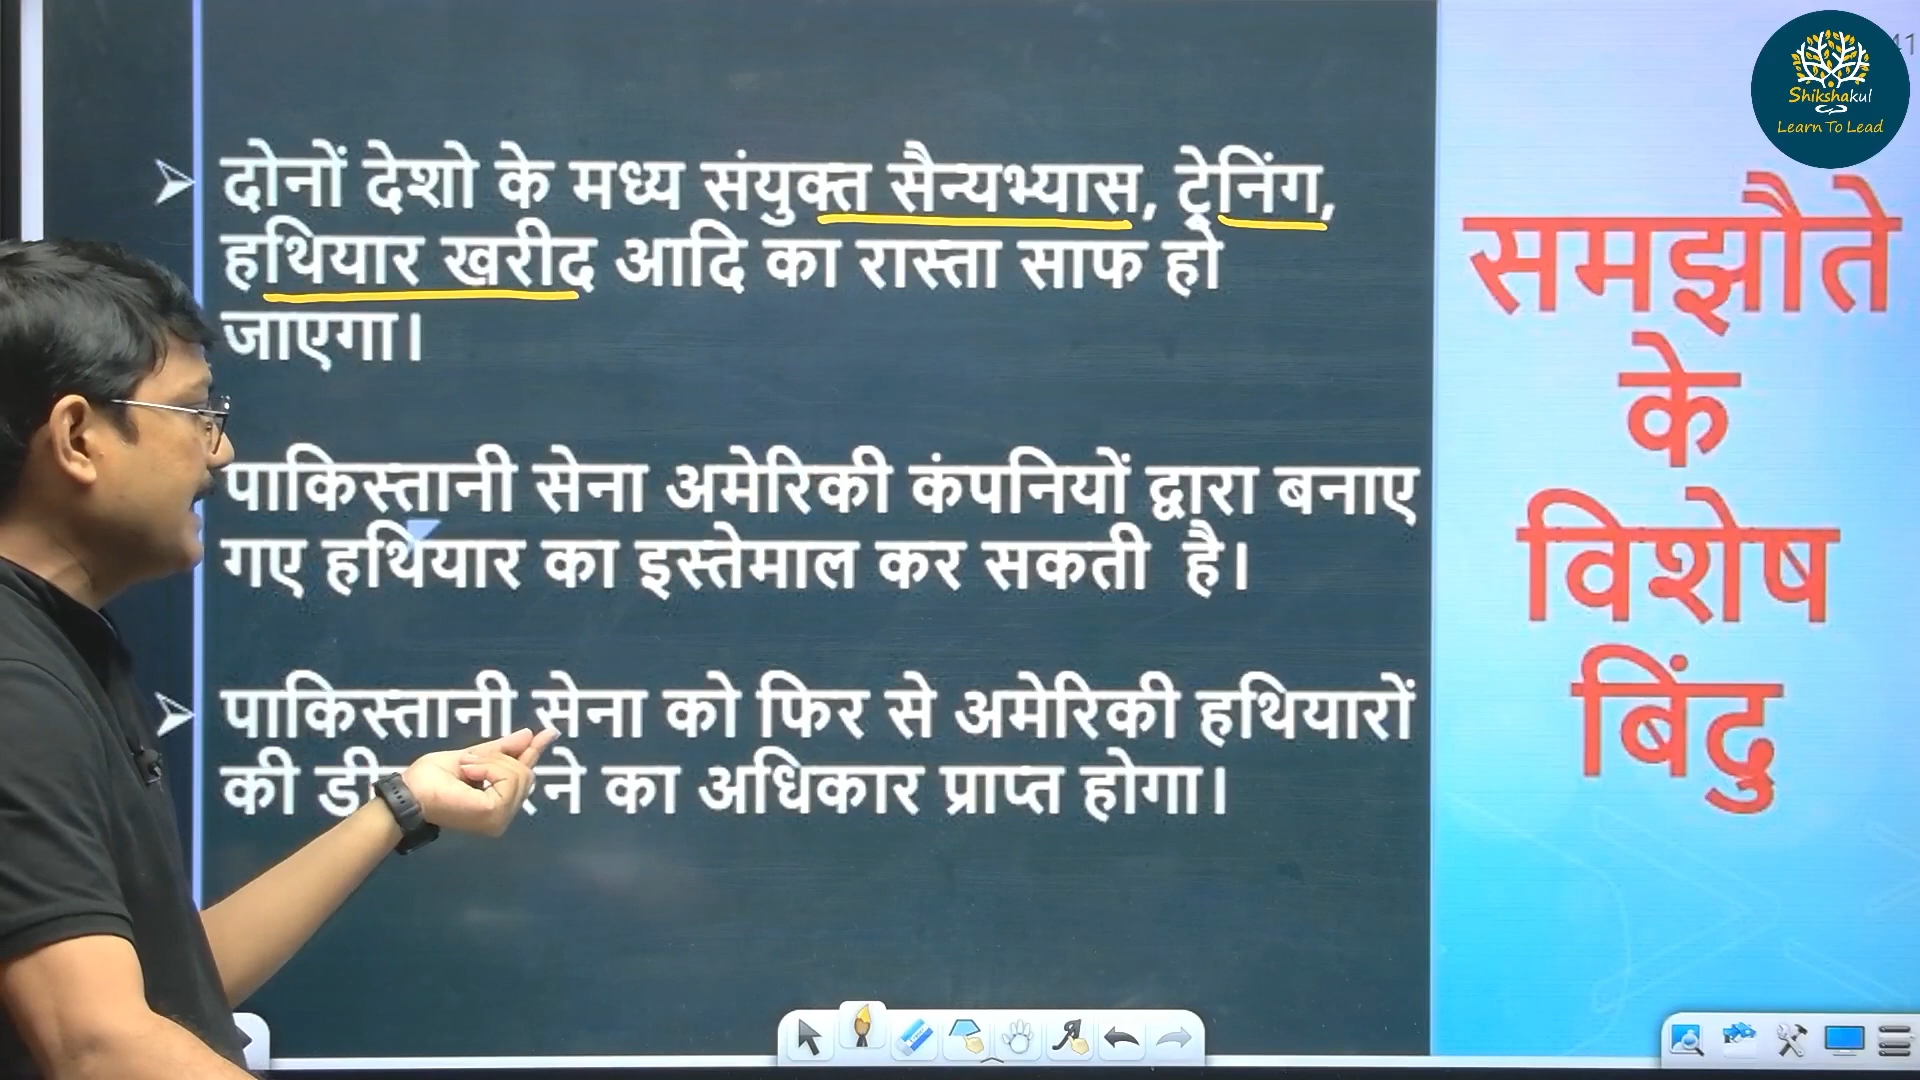 दोनों देशो के मध्य संयुक्त सैन्यभ्यास, ट्रेनिंग,
हथियार खरीद आदि का रास्ता साफ हो
जाएगा।
पाकिस्तानी सेना अमेरिकी कंपनियों द्वारा बनाए
गए हथियार का इस्तेमाल कर सकती है।
पाकिस्तानी सेना को फिर से अमेरिकी हथियारों
की का अधिकार प्राप्त होगा।
समझौते
के
विशेष
बिंदु
41
Shikshakul
Learn To Lead